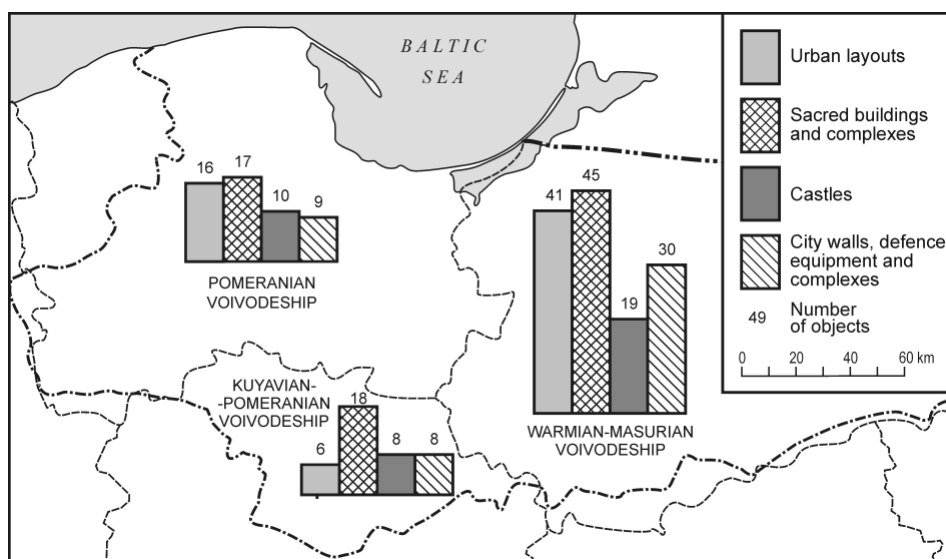 BALTIC
SEA
16
17
10
9
POMERANIAN
VOIVODESHIP
KUYAVIAN-
-POMERANIAN
VOIVODESHIP
6
18
8
8
41
45
19
30
WARMIAN-MASURIAN
VOIVODESHIP
Urban layouts
Sacred buildings
and complexes
Castles
City walls, defence
equipment and
complexes
49 Number
of objects
0 20 40 60 km